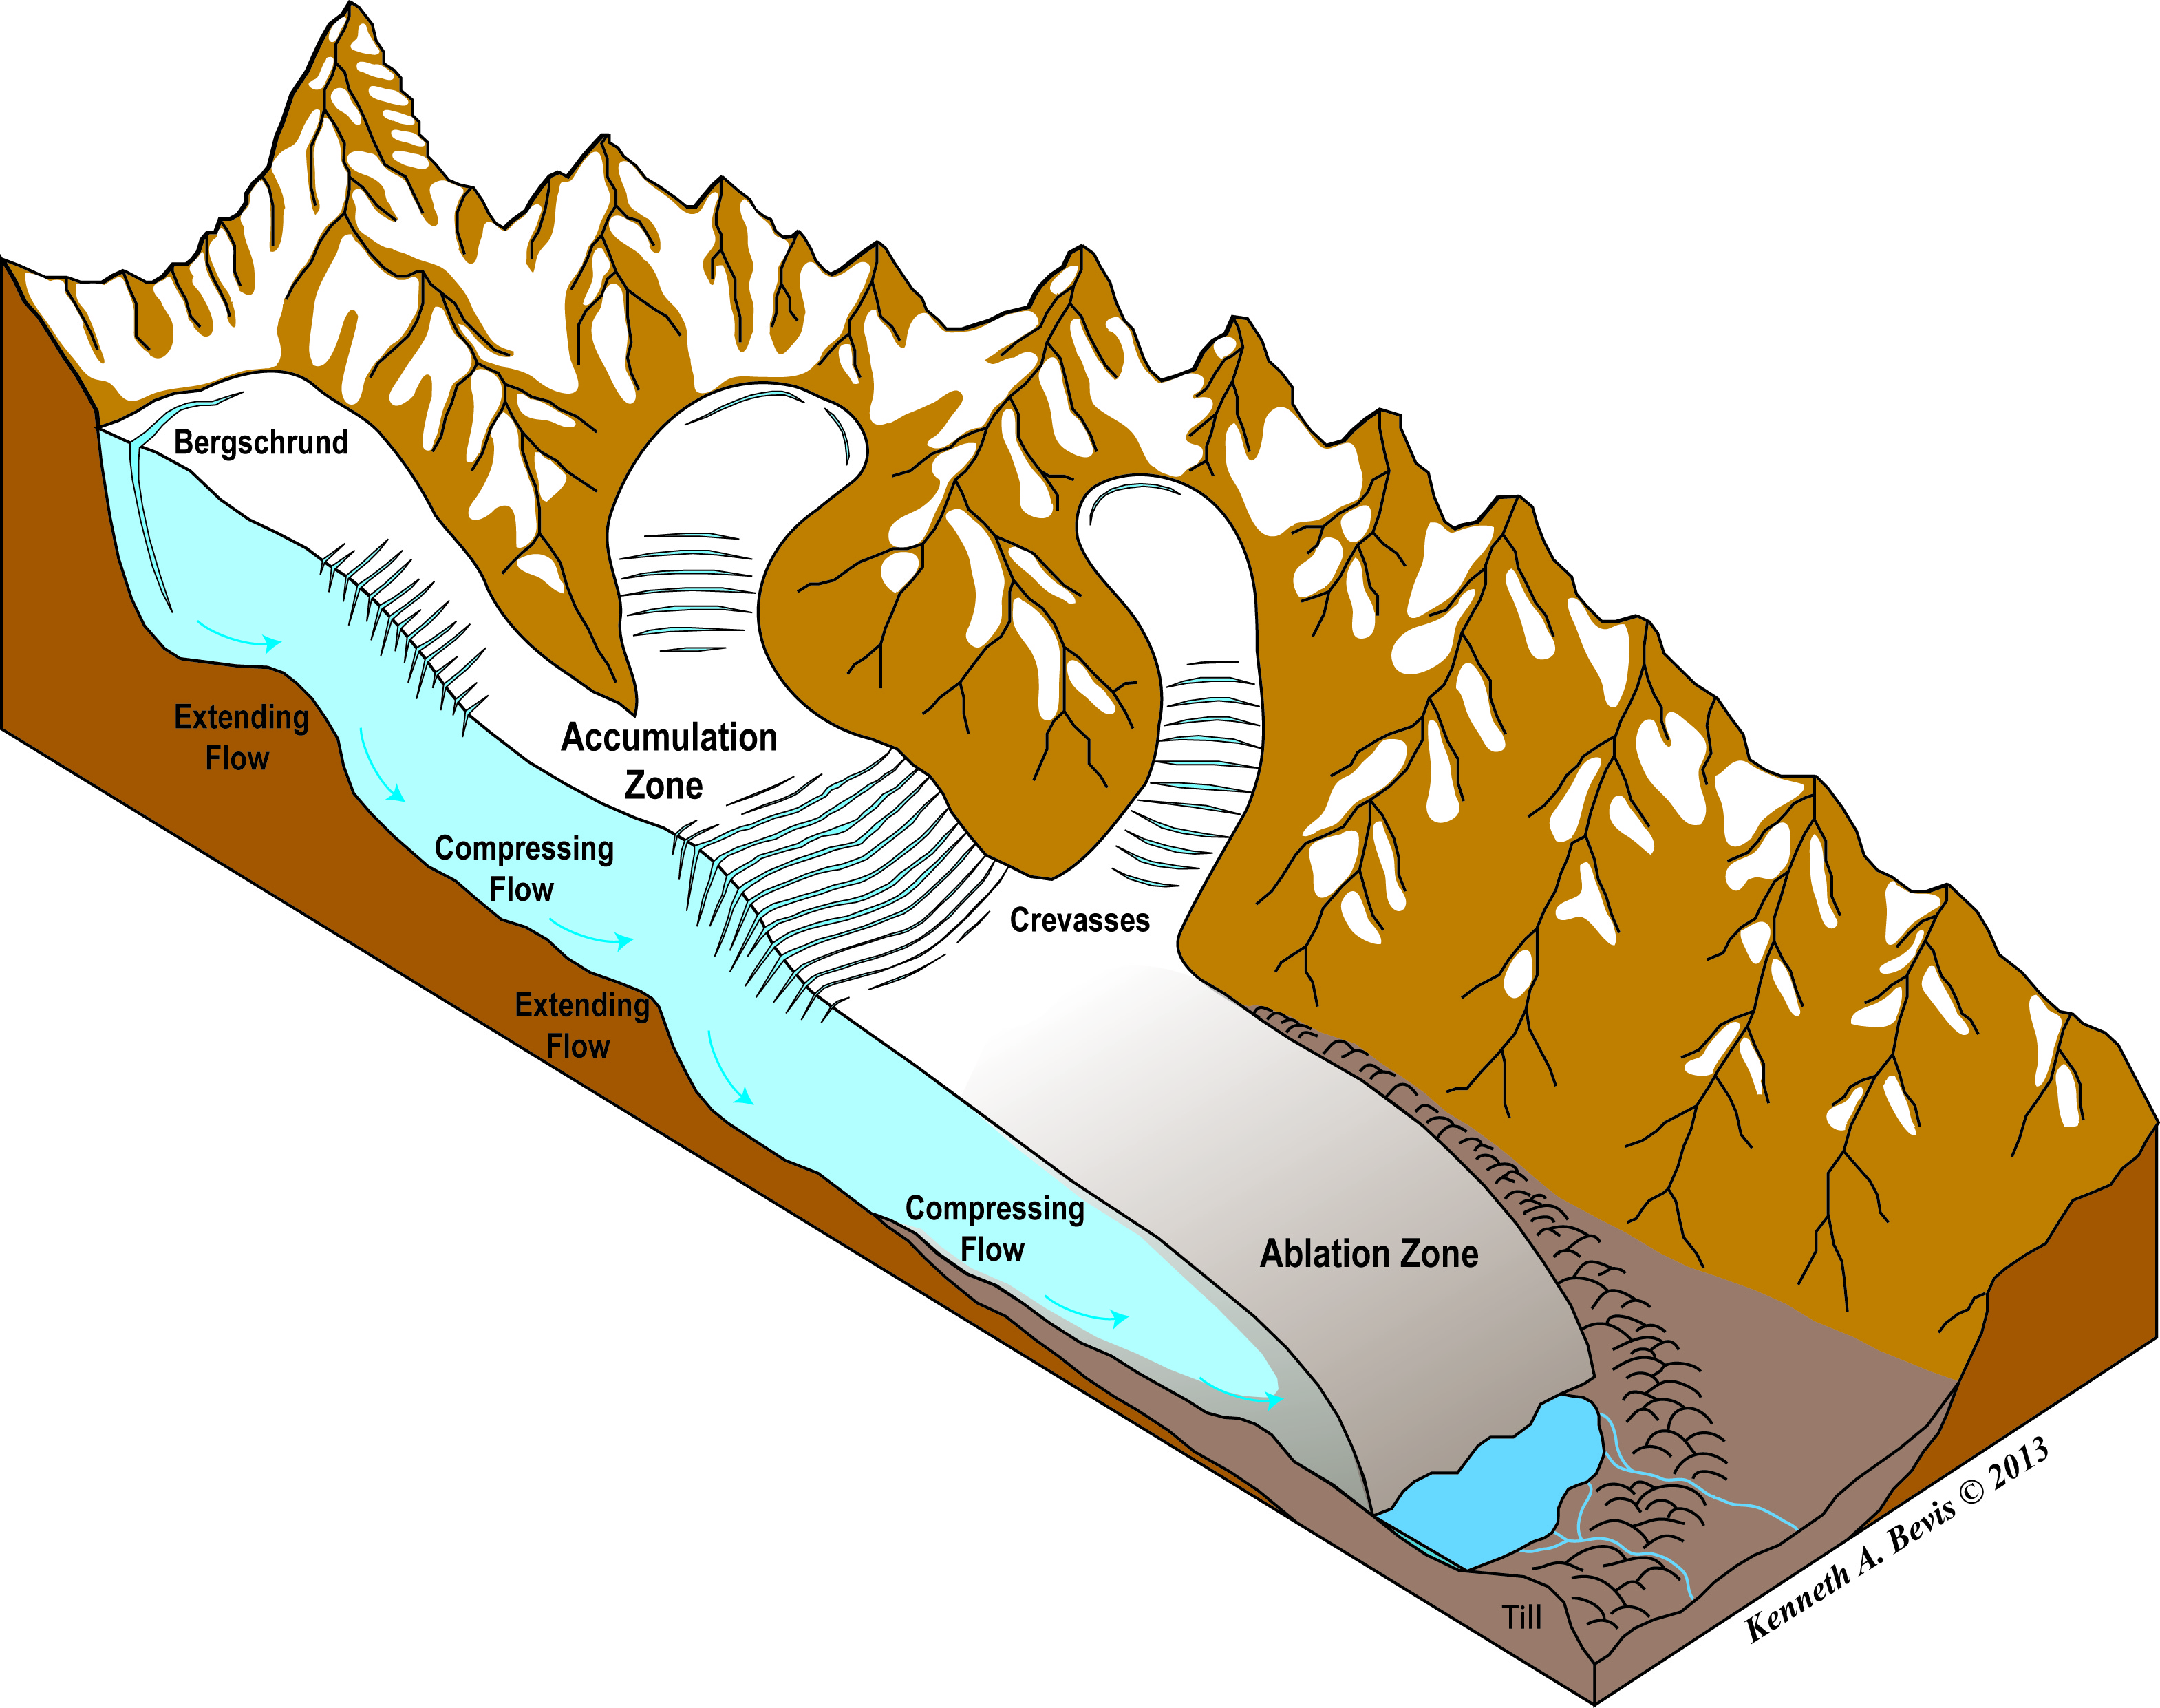 Bergschrund
Extending
Flow
Accumulation
Zone
Compressing
Flow
Crevasses
Extending
Flow
Compressing
Flow
Ablation Zone
Till
Kenneth A. Bevis © 2013